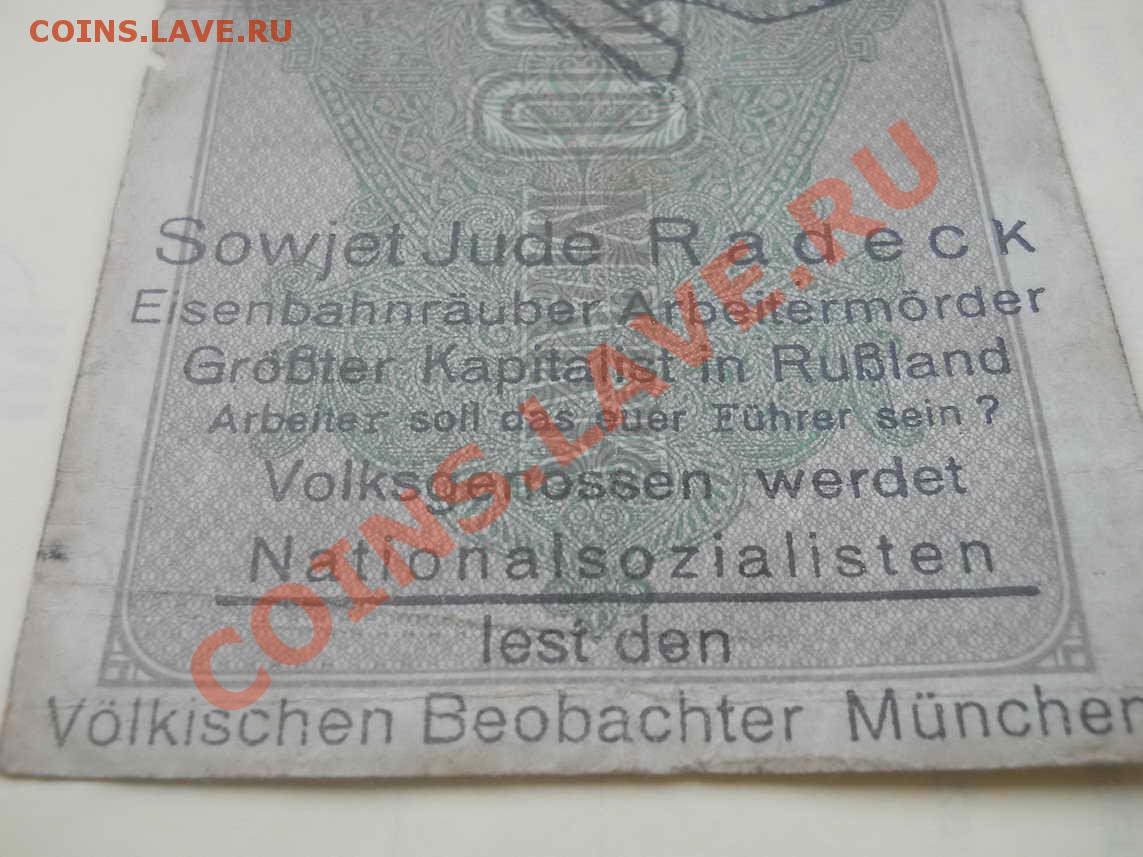 COINS.LAVE.RU
Sowjet Jude Radeck
Eisenbahnräuber Arbeitermörder
Größter Kapitalist in Rußland
Arbeiter soll das euer Führer sein?
Volksgenossen werdet
Nationalsozialisten
lest den
Völkischen Beobachter München
COINS.LAVE.RU